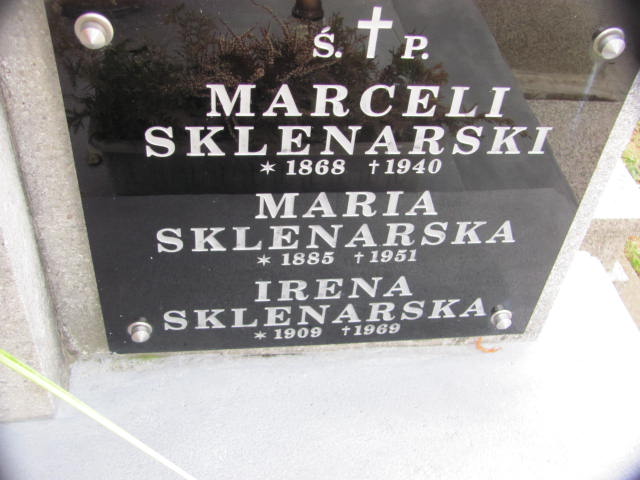 Ś. † P.
MARCELI
SKLENARSKI
* 1868 † 1940
MARIA
SKLENARSKA
* 1885 † 1951
IRENA
SKLENARSKA
* 1909 † 1969